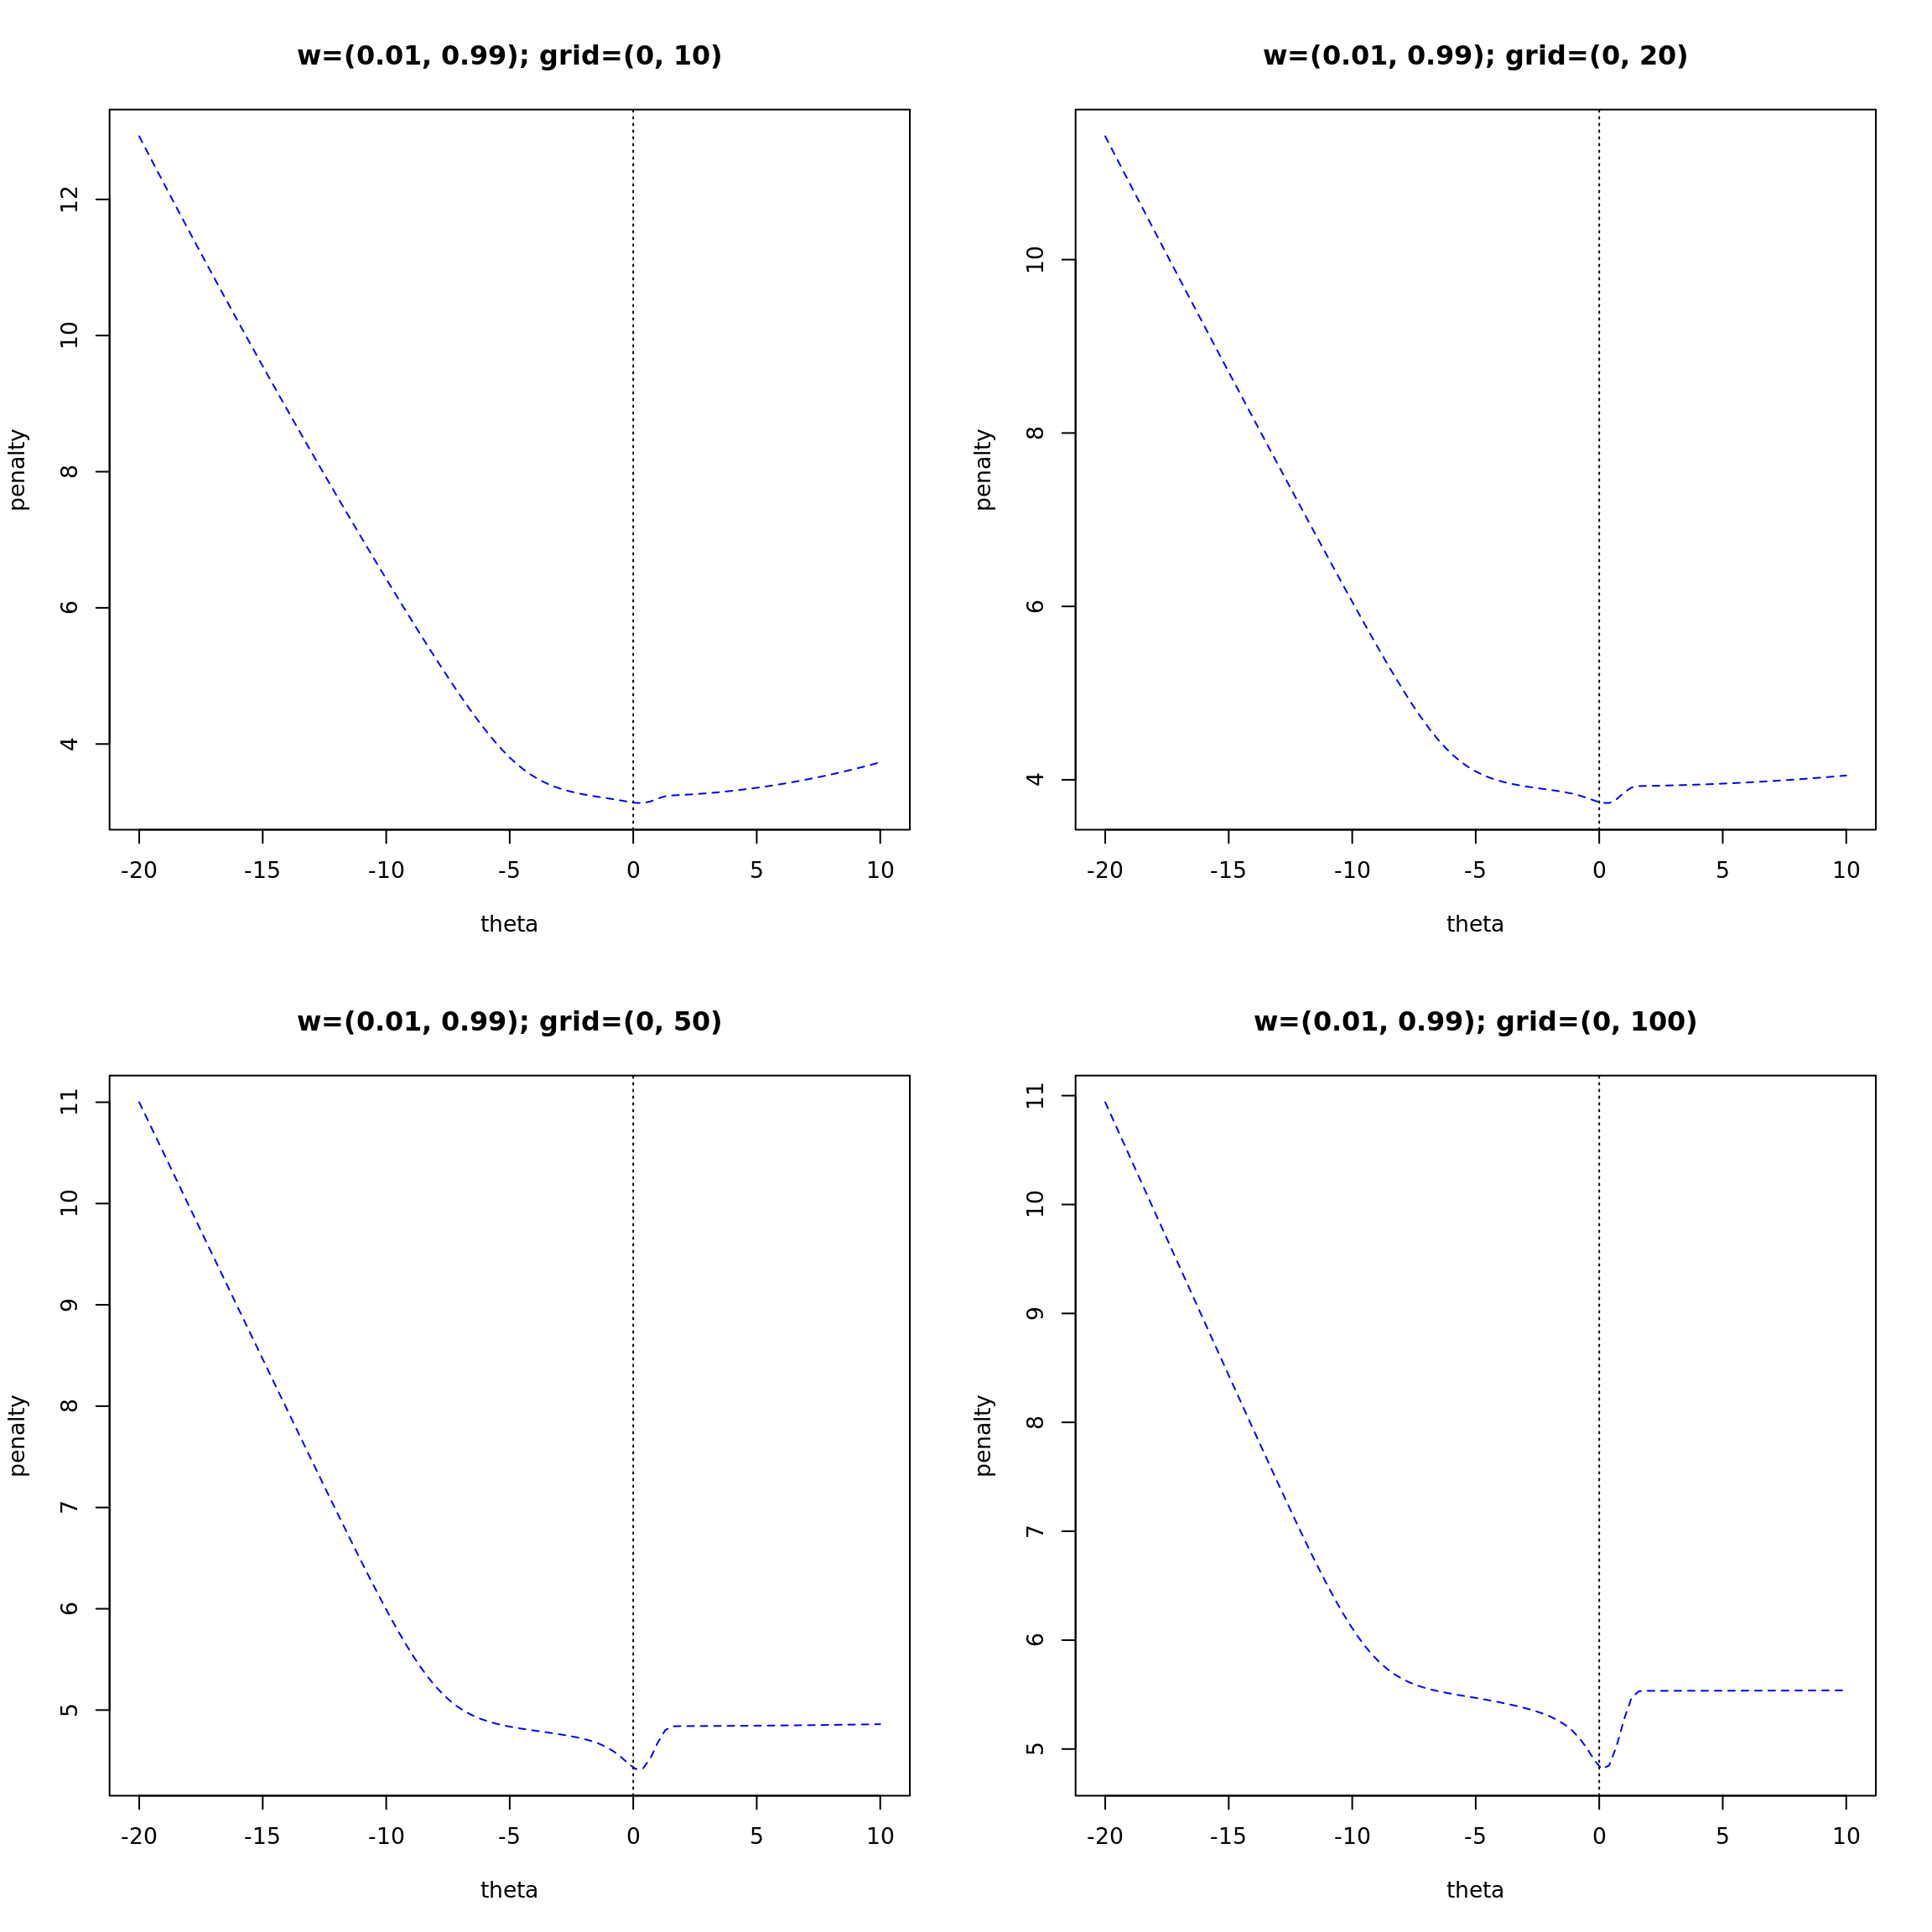 w=(0.01, 0.99); grid=(0, 10)
penalty
12
10
8
6
4
-20 -15 -10 -5 0 5 10
theta
w=(0.01, 0.99); grid=(0, 20)
penalty
10
8
6
4
-20 -15 -10 -5 0 5 10
theta
w=(0.01, 0.99); grid=(0, 50)
penalty
11
10
9
8
7
6
5
-20 -15 -10 -5 0 5 10
theta
w=(0.01, 0.99); grid=(0, 100)
penalty
11
10
9
8
7
6
5
-20 -15 -10 -5 0 5 10
theta